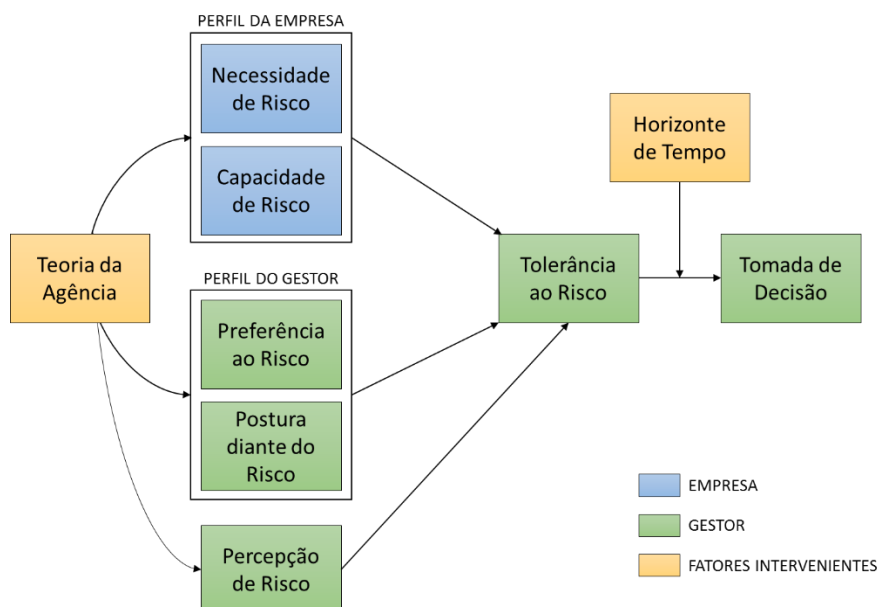 PERFIL DA EMPRESA
Necessidade
de Risco
Capacidade
de Risco
Horizonte
de Tempo
Teoria da
Agência
Tolerância
ao Risco
Tomada de
Decisão
PERFIL DO GESTOR
Preferência
ao Risco
Postura
diante do
Risco
Percepção
de Risco
EMPRESA
GESTOR
FATORES INTERVENIENTES